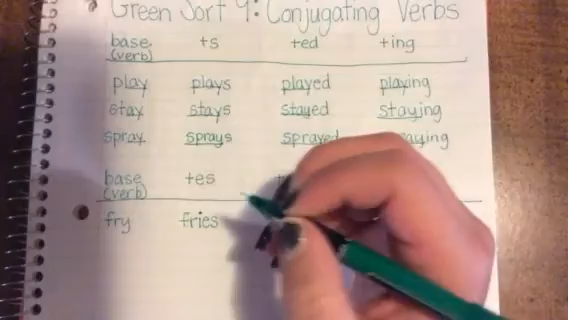 Green Sort 9: Conjugating Verbs
base +s +ed +ing
(verb)
play plays played playing
stay stays stayed staying
spray sprays sprayed
base +es
(verb)
fry fries